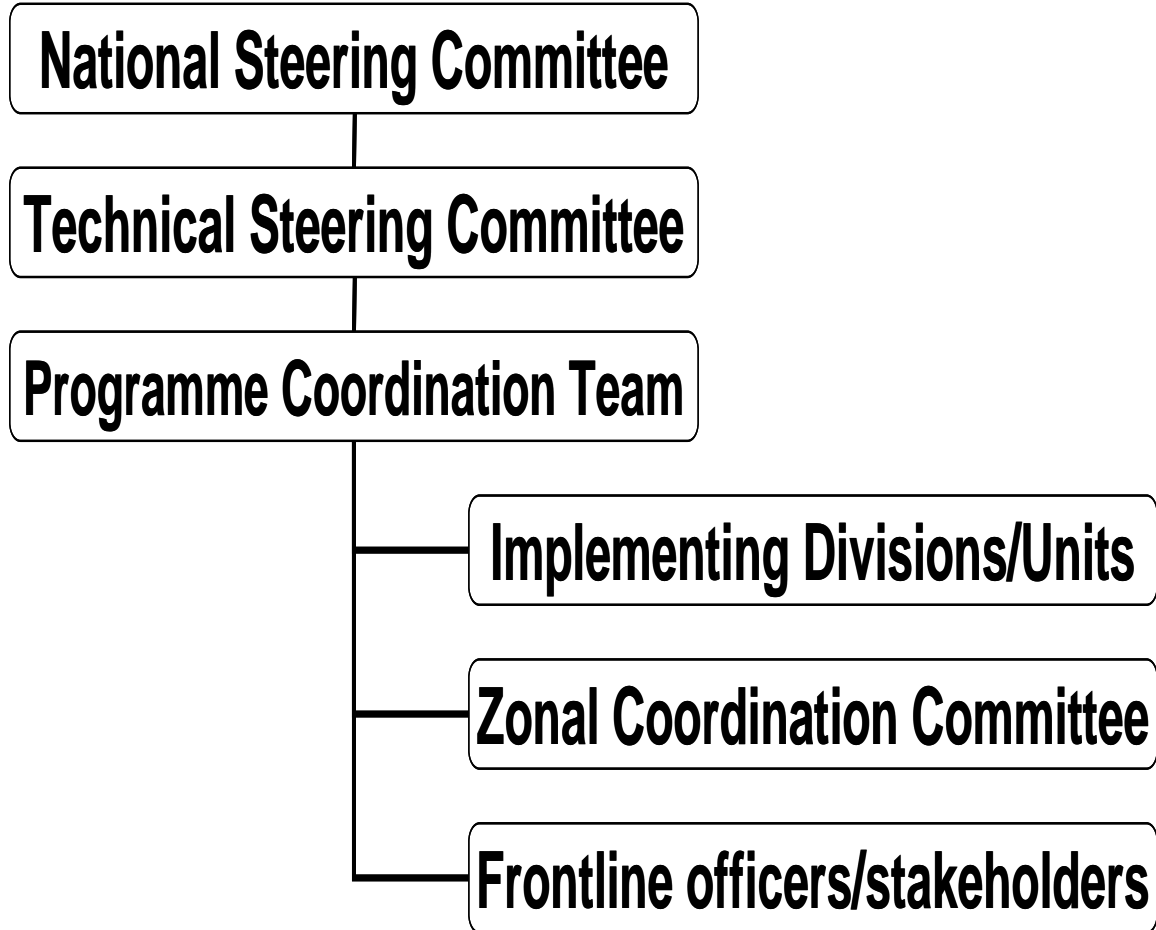 National Steering Committee
Technical Steering Committee
Programme Coordination Team
Implementing Divisions/Units
Zonal Coordination Committee
Frontline officers/stakeholders